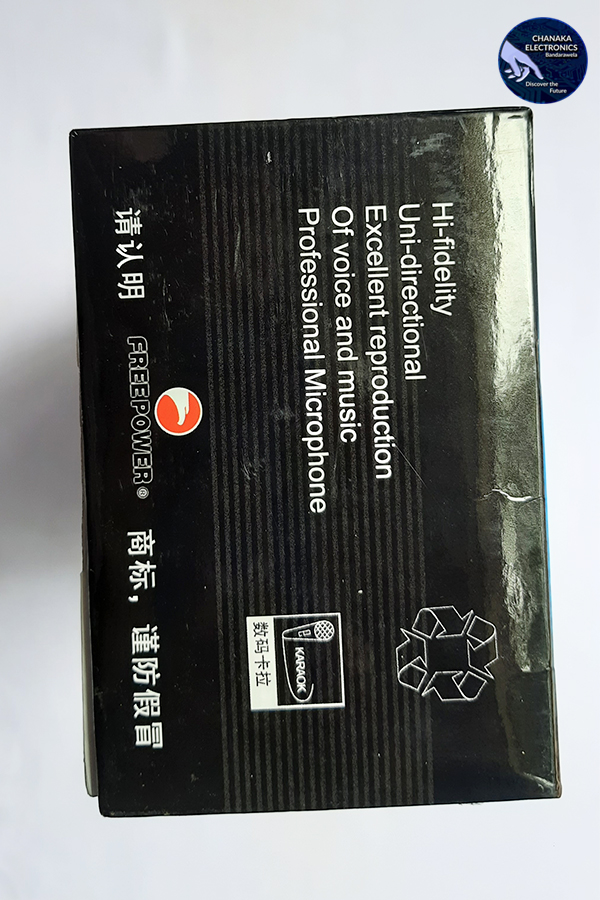 CHANAKA
ELECTRONICS
Bandarawela
Discover the
Future
Hi-fidelity
Uni-directional
Excellent reproduction
Of voice and music
Professional Microphone
KARAOK
数码卡拉
请认明 FREEPOWER® 商标，谨防假冒